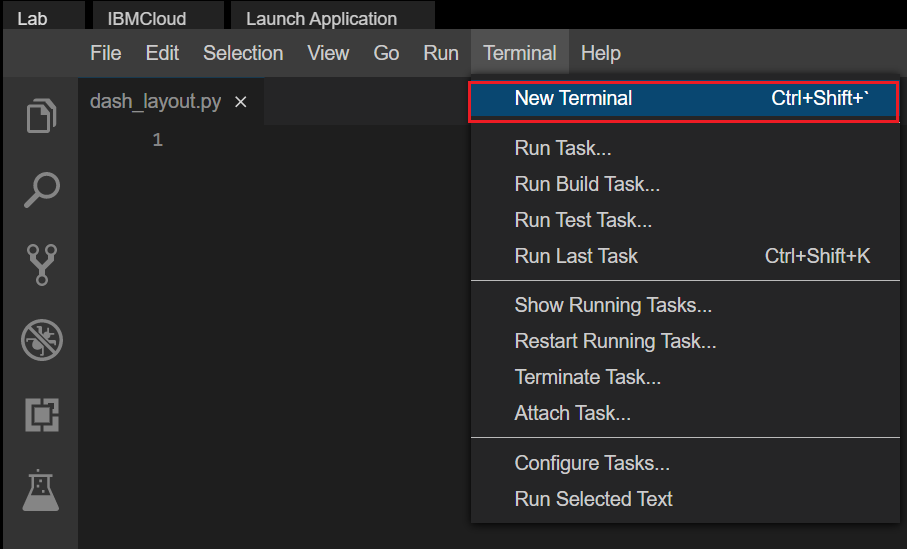 Lab IBMCloud Launch Application
File Edit Selection View Go Run Terminal Help
dash_layout.py ×
1
New Terminal Ctrl+Shift+`
Run Task...
Run Build Task...
Run Test Task...
Run Last Task Ctrl+Shift+K
Show Running Tasks...
Restart Running Task...
Terminate Task...
Attach Task...
Configure Tasks...
Run Selected Text